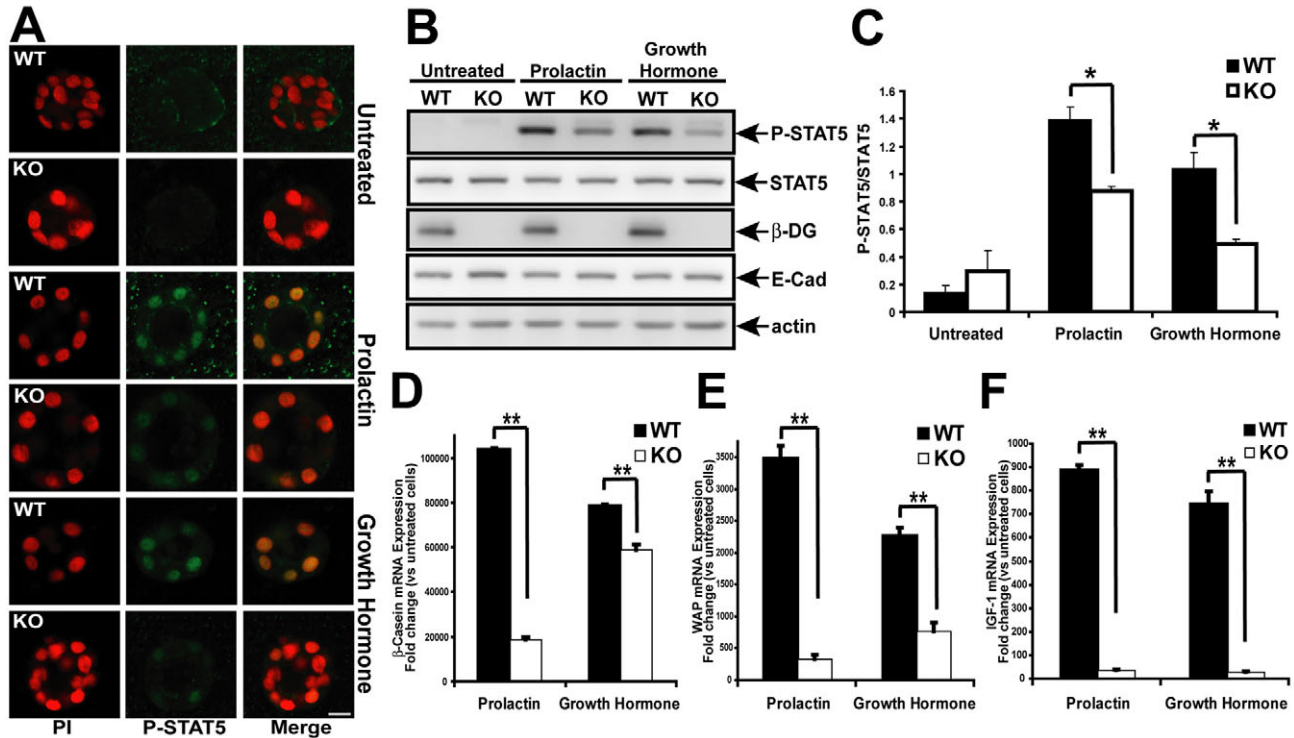 A
WT
KO
WT
KO
WT
KO
Untreated
Prolactin
Growth Hormone
PI P-STAT5 Merge
B
Growth
Untreated Prolactin Hormone
WT KO WT KO WT KO
P-STAT5
STAT5
β-DG
E-Cad
actin
C
WT
KO
P-STAT5/STAT5
1.6
1.4
1.2
1
0.8
0.6
0.4
0.2
0
* *
Untreated Prolactin Growth Hormone
D
WT
KO
β-Casein mRNA Expression
Fold change (vs untreated cells)
100000
80000
60000
40000
20000
0
** **
Prolactin Growth Hormone
E
WT
KO
WAP mRNA Expression
Fold change (vs untreated cells)
3500
3000
2500
2000
1500
1000
500
0
** **
Prolactin Growth Hormone
F
WT
KO
IGF-1 mRNA Expression
Fold change (vs untreated cells)
1000
900
800
700
600
500
400
300
200
100
0
** **
Prolactin Growth Hormone